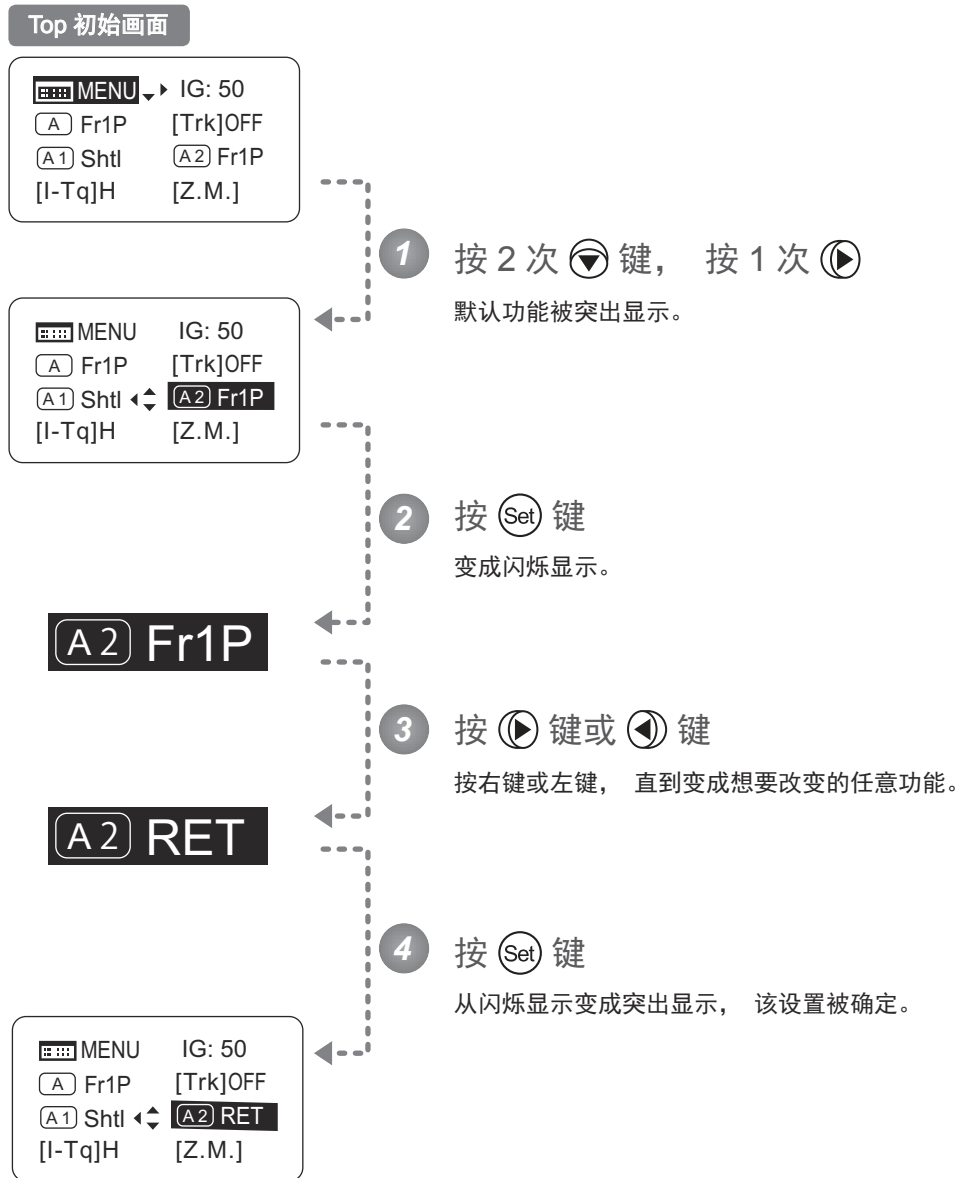 Top 初始画面
MENU IG: 50
A Fr1P [Trk]OFF
A1 Shtl A2 Fr1P
[I-Tq]H [Z.M.]
1 按 2 次 键， 按 1 次
默认功能被突出显示。
MENU IG: 50
A Fr1P [Trk]OFF
A1 Shtl A2 Fr1P
[I-Tq]H [Z.M.]
2 按 Set 键
变成闪烁显示。
A2 Fr1P
3 按 键或 键
按右键或左键， 直到变成想要改变的任意功能。
A2 RET
4 按 Set 键
从闪烁显示变成突出显示， 该设置被确定。
MENU IG: 50
A Fr1P [Trk]OFF
A1 Shtl A2 RET
[I-Tq]H [Z.M.]